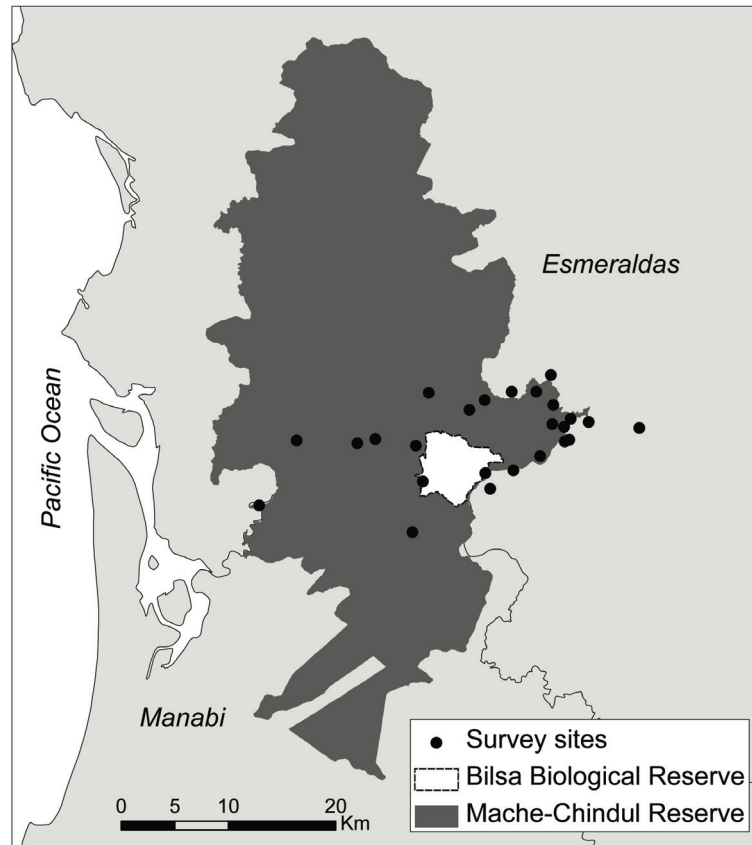 Esmeraldas
Pacific Ocean
Manabi
Survey sites
Bilsa Biological Reserve
Mache-Chindul Reserve
0 5 10 20
Km